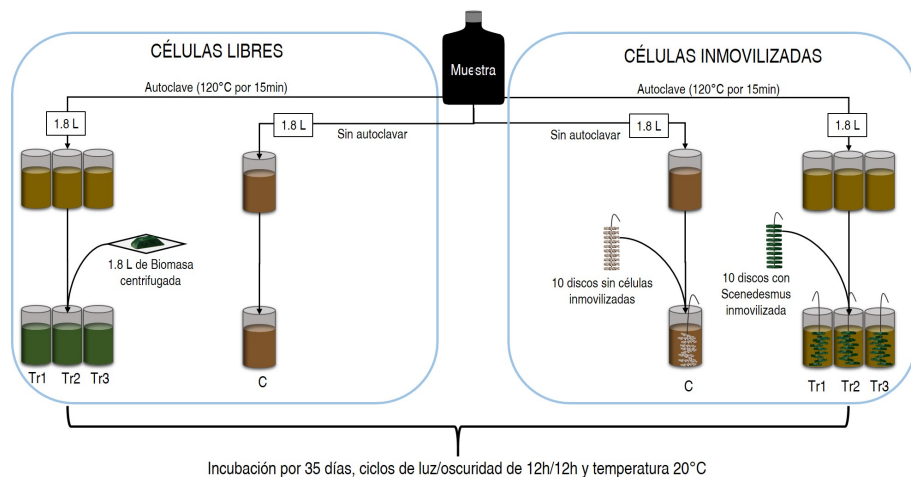 CÉLULAS LIBRES
Muestra
CÉLULAS INMOVILIZADAS
Autoclave (120°C por 15min)
Autoclave (120°C por 15min)
1.8 L
1.8 L
Sin autoclavar
Sin autoclavar
1.8 L
1.8 L
1.8 L de Biomasa
centrifugada
10 discos sin células
inmovilizadas
10 discos con
Scenedesmus
inmovilizada
Tr1
Tr2
Tr3
C
C
Tr1
Tr2
Tr3
Incubación por 35 días, ciclos de luz/oscuridad de 12h/12h y temperatura 20°C